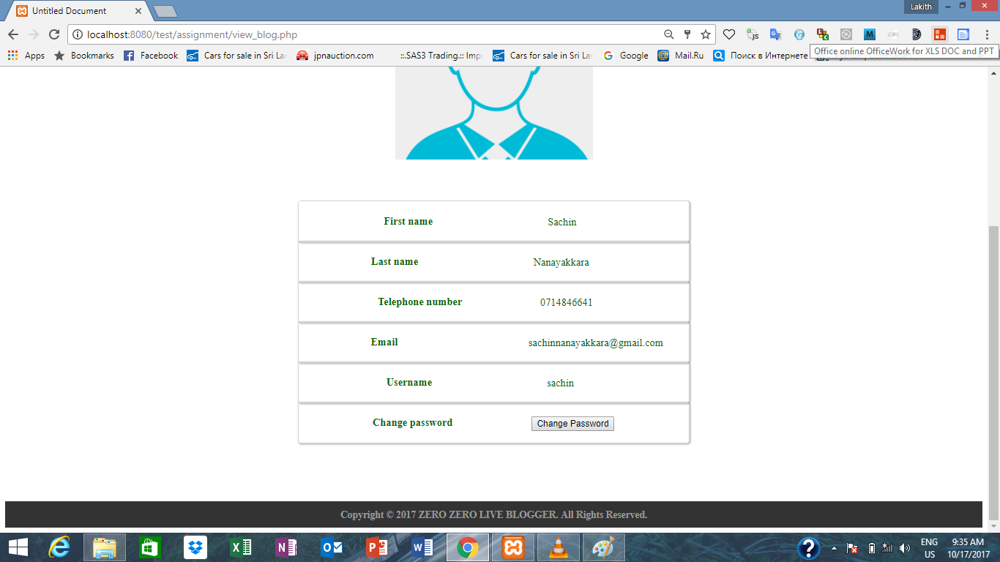 Untitled Document
Lakith
localhost:8080/test/assignment/view_blog.php
Apps Bookmarks Facebook Cars for sale in Sri La jpnauction.com ::.SAS3 Trading.:: Imp Cars for sale in Sri La Google Mail.Ru Поиск в Интернете
Office online OfficeWork for XLS DOC and PPT
First name Sachin
Last name Nanayakkara
Telephone number 0714846641
Email sachinnanayakkara@gmail.com
Username sachin
Change password Change Password
Copyright © 2017 ZERO ZERO LIVE BLOGGER. All Rights Reserved.
ENG 9:35 AM
US 10/17/2017